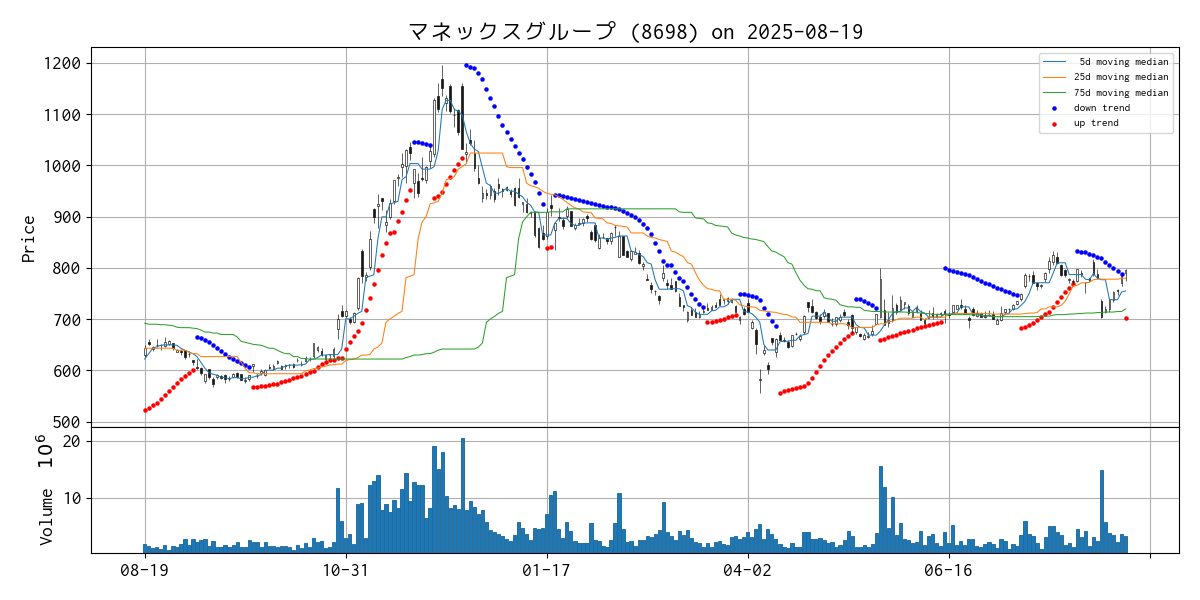 マネックスグループ (8698) on 2025-08-19
1200
1100
1000
900
800
700
600
500
Price
5d moving median
25d moving median
75d moving median
down trend
up trend
20
10
Volume 10^6
08-19 10-31 01-17 04-02 06-16